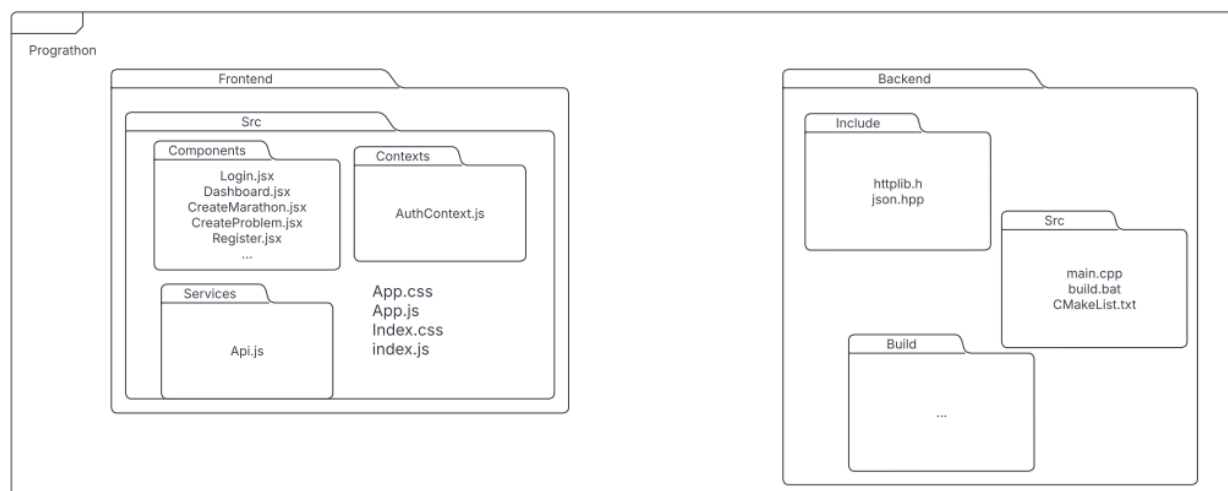 Prograthon
Frontend
Src
Components
Login.jsx
Dashboard.jsx
CreateMarathon.jsx
CreateProblem.jsx
Register.jsx
...
Contexts
AuthContext.js
Services
Api.js
App.css
App.js
Index.css
index.js
Backend
Include
httplib.h
json.hpp
Src
main.cpp
build.bat
CMakeList.txt
Build
...